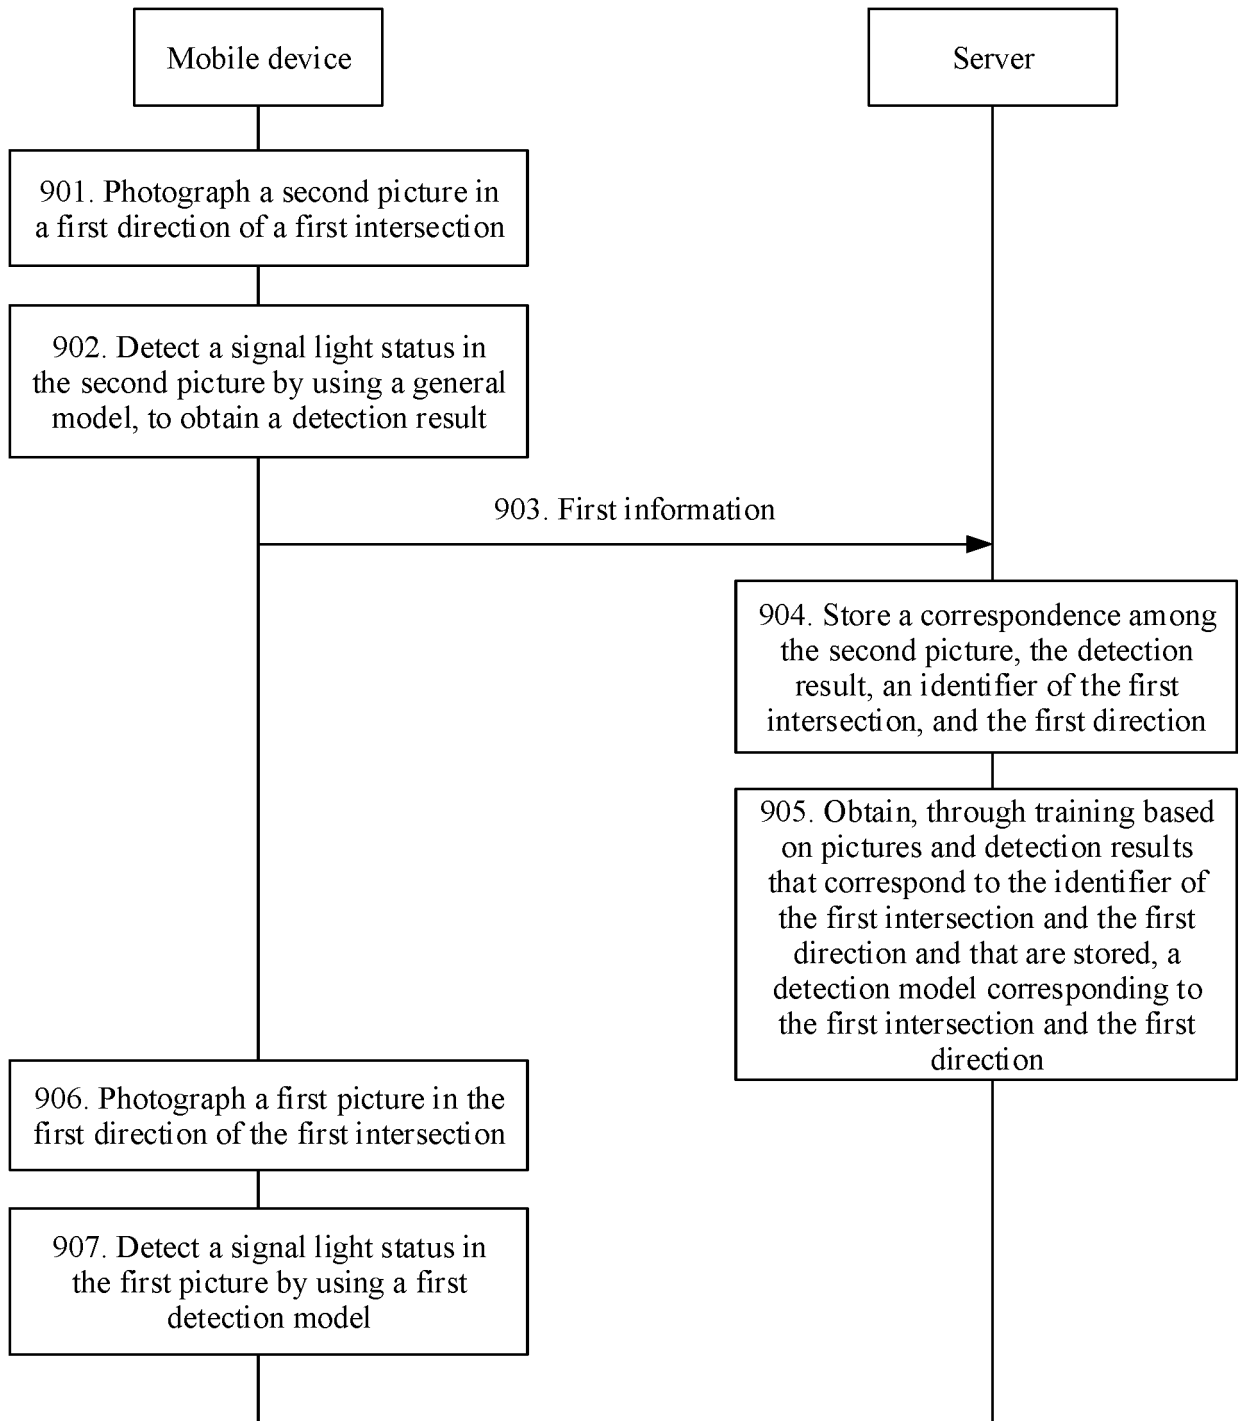 Mobile device
Server
901. Photograph a second picture in
a first direction of a first intersection
902. Detect a signal light status in
the second picture by using a general
model, to obtain a detection result
903. First information
904. Store a correspondence among
the second picture, the detection
result, an identifier of the first
intersection, and the first direction
905. Obtain, through training based
on pictures and detection results
that correspond to the identifier of
the first intersection and the first
direction and that are stored, a
detection model corresponding to
the first intersection and the first
direction
906. Photograph a first picture in the
first direction of the first intersection
907. Detect a signal light status in
the first picture by using a first
detection model